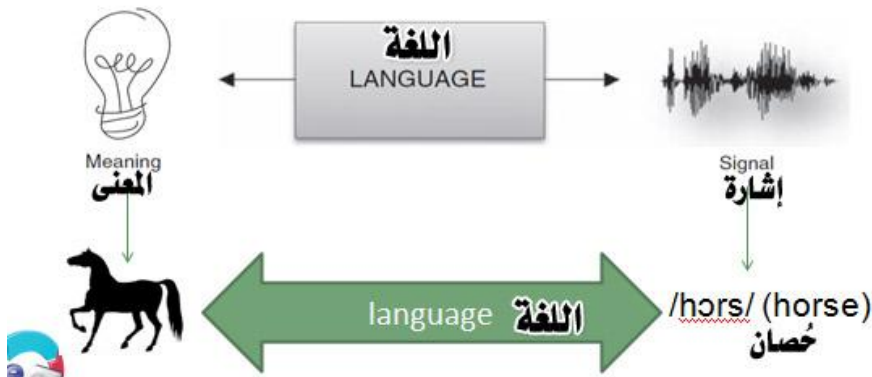 اللغة
LANGUAGE
Meaning
المعنى
Signal
إشارة
language اللغة
/hɔrs/ (horse)
حُصان